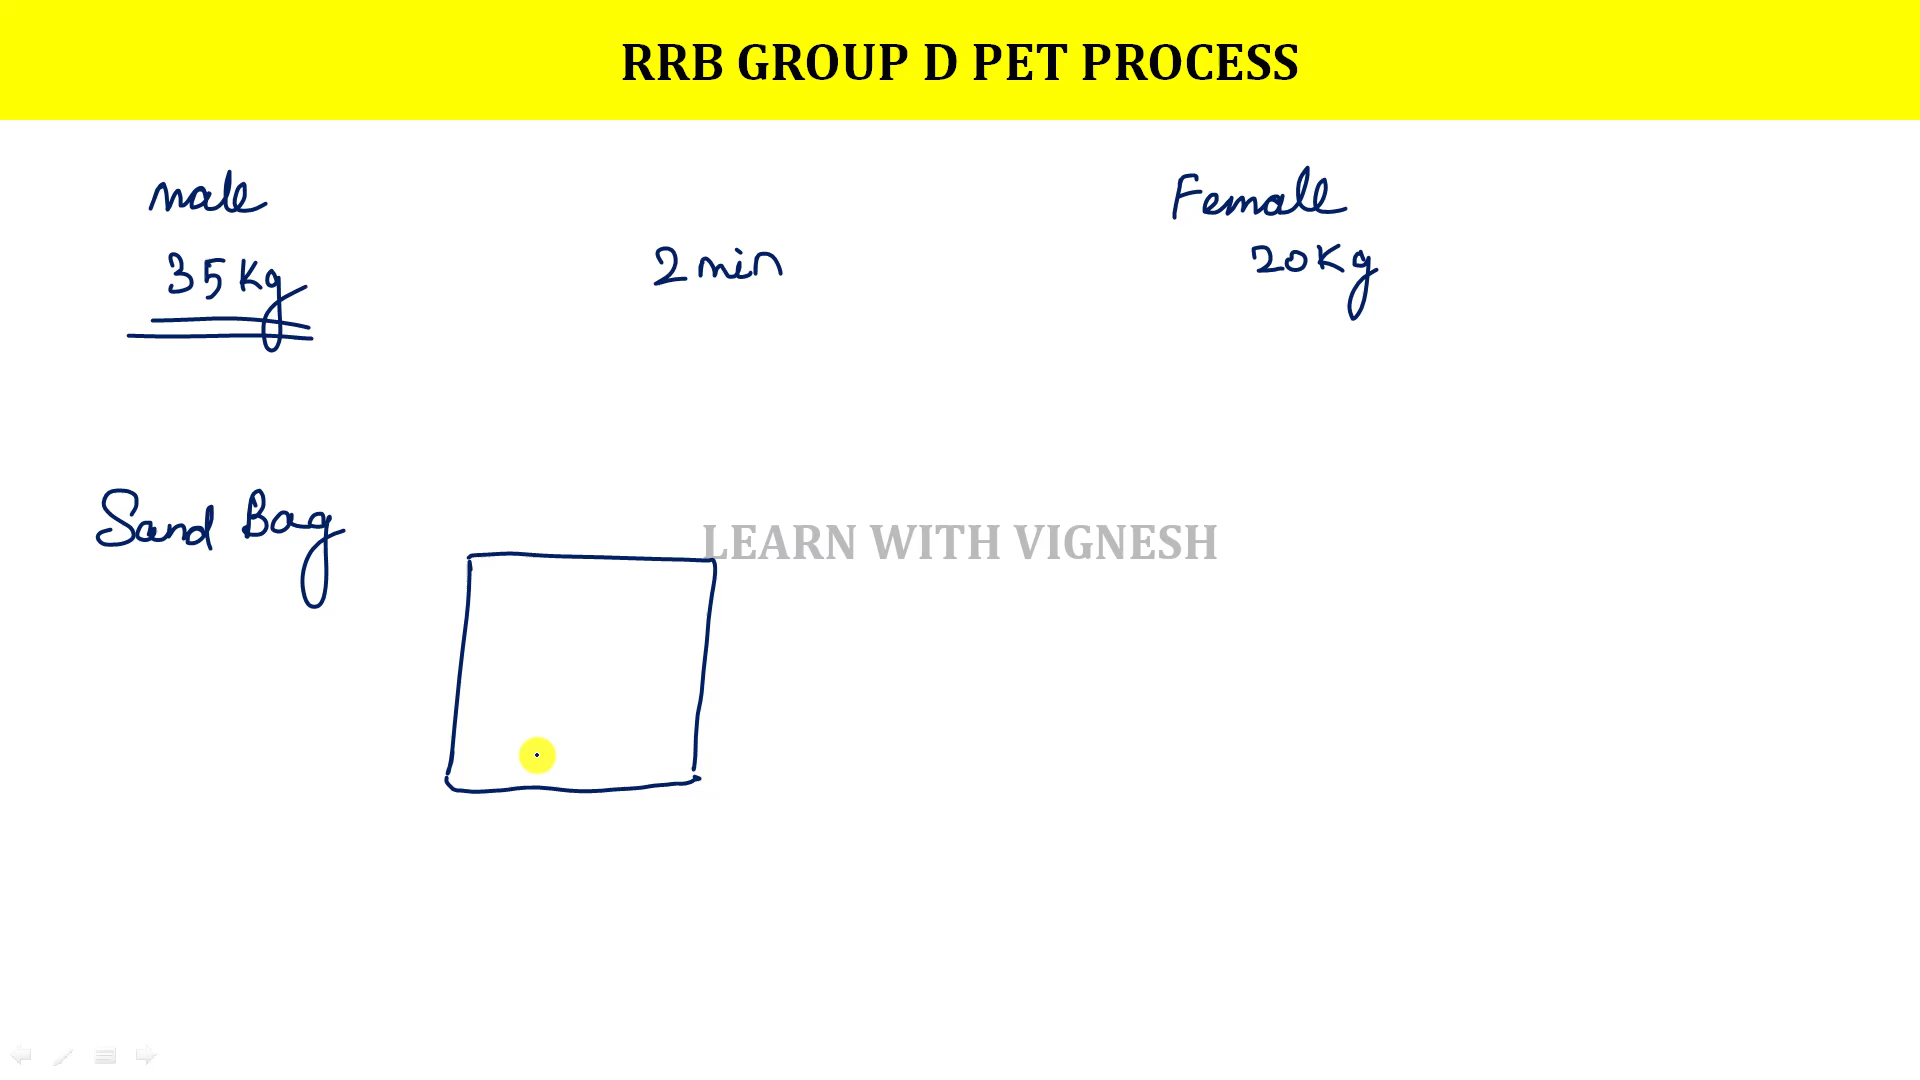 RRB GROUP D PET PROCESS
male
Female
35 Kg
2 min
20 Kg
Sand Bag
LEARN WITH VIGNESH